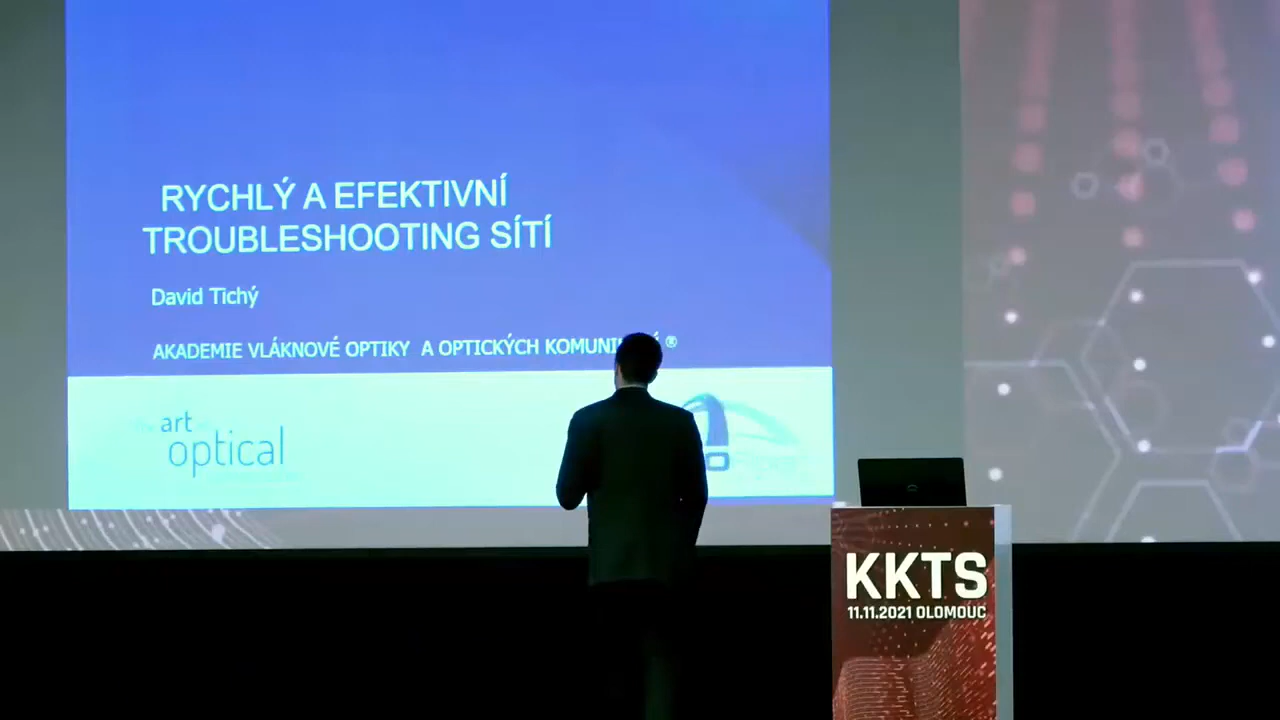 RYCHLÝ A EFEKTIVNÍ
TROUBLESHOOTING SÍTÍ
David Tichý
AKADEMIE VLÁKNOVÉ OPTIKY A OPTICKÝCH ®
art
optical
KKTS
11.11.2021 OLOMOUC